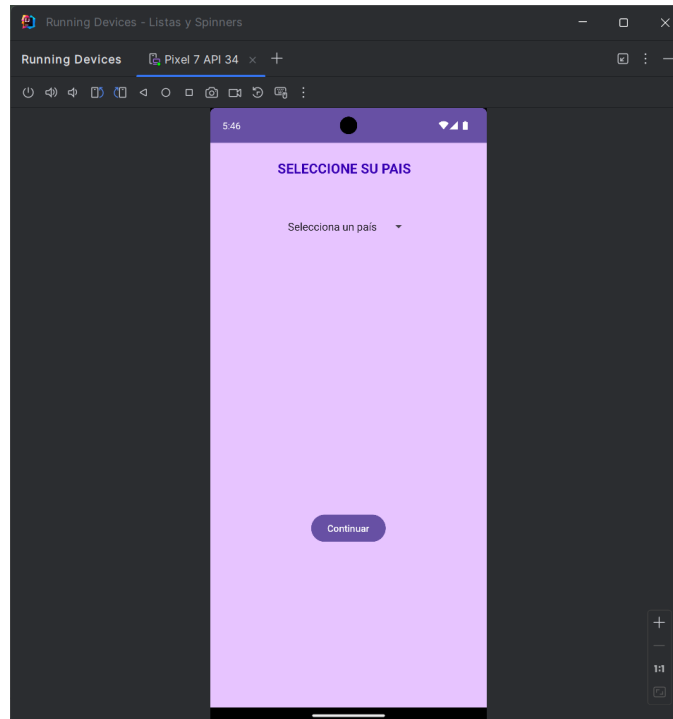 Running Devices - Listas y Spinners
Running Devices Pixel 7 API 34
5:46
SELECCIONE SU PAIS
Selecciona un país
Continuar
1:1